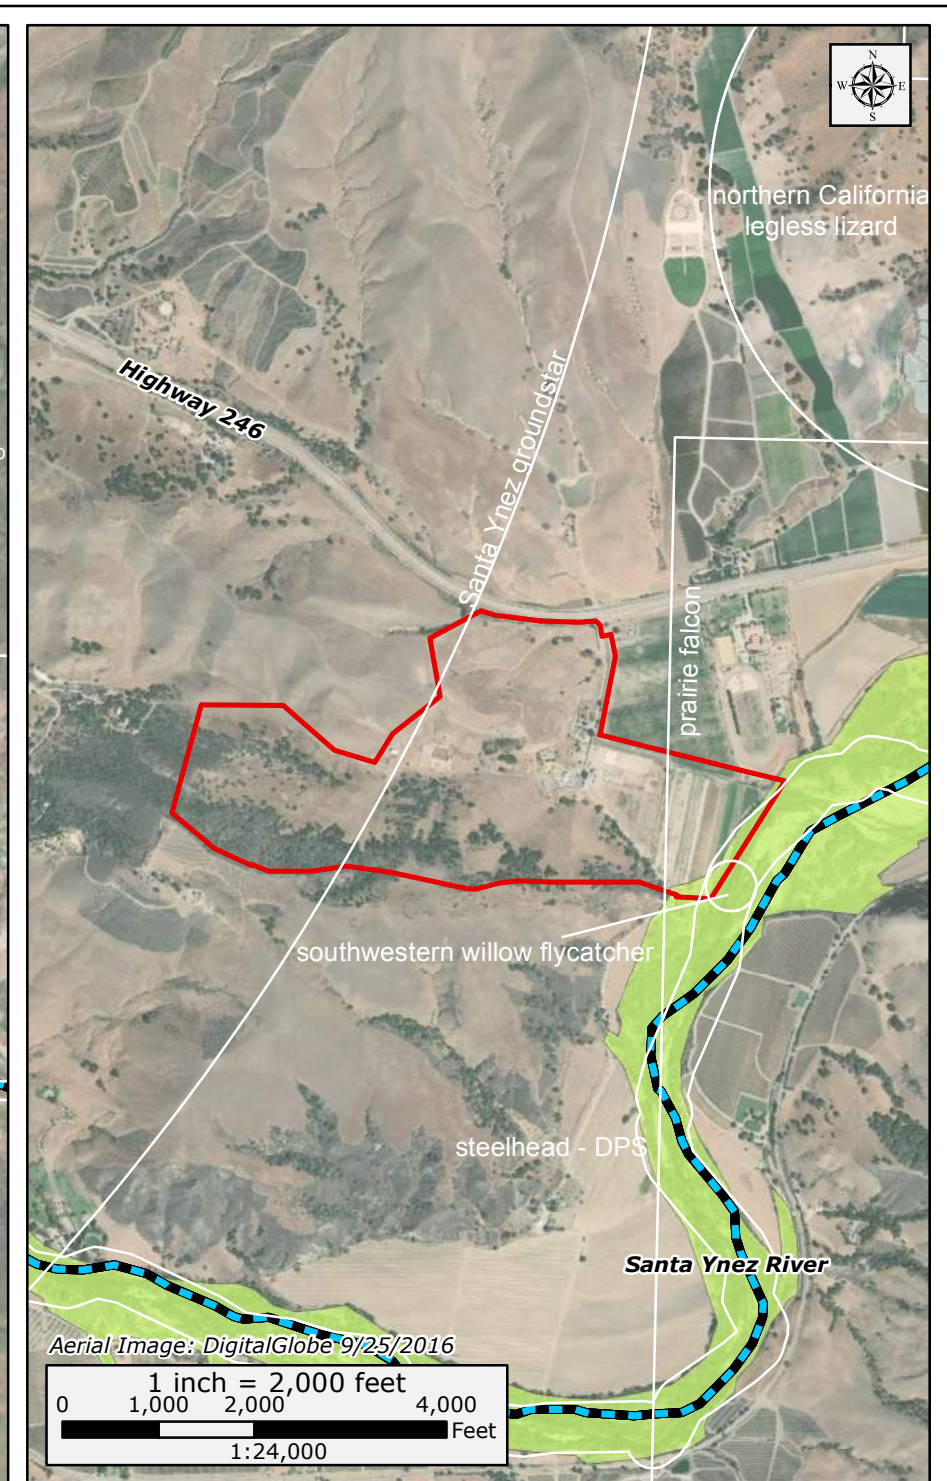 N
W E
S
northern California
legless lizard
Highway 246
Santa Ynez groundstar
prairie falcon
southwestern willow flycatcher
steelhead - DPS
Santa Ynez River
Aerial Image: DigitalGlobe 9/25/2016
1 inch = 2,000 feet
0 1,000 2,000 4,000
Feet
1:24,000